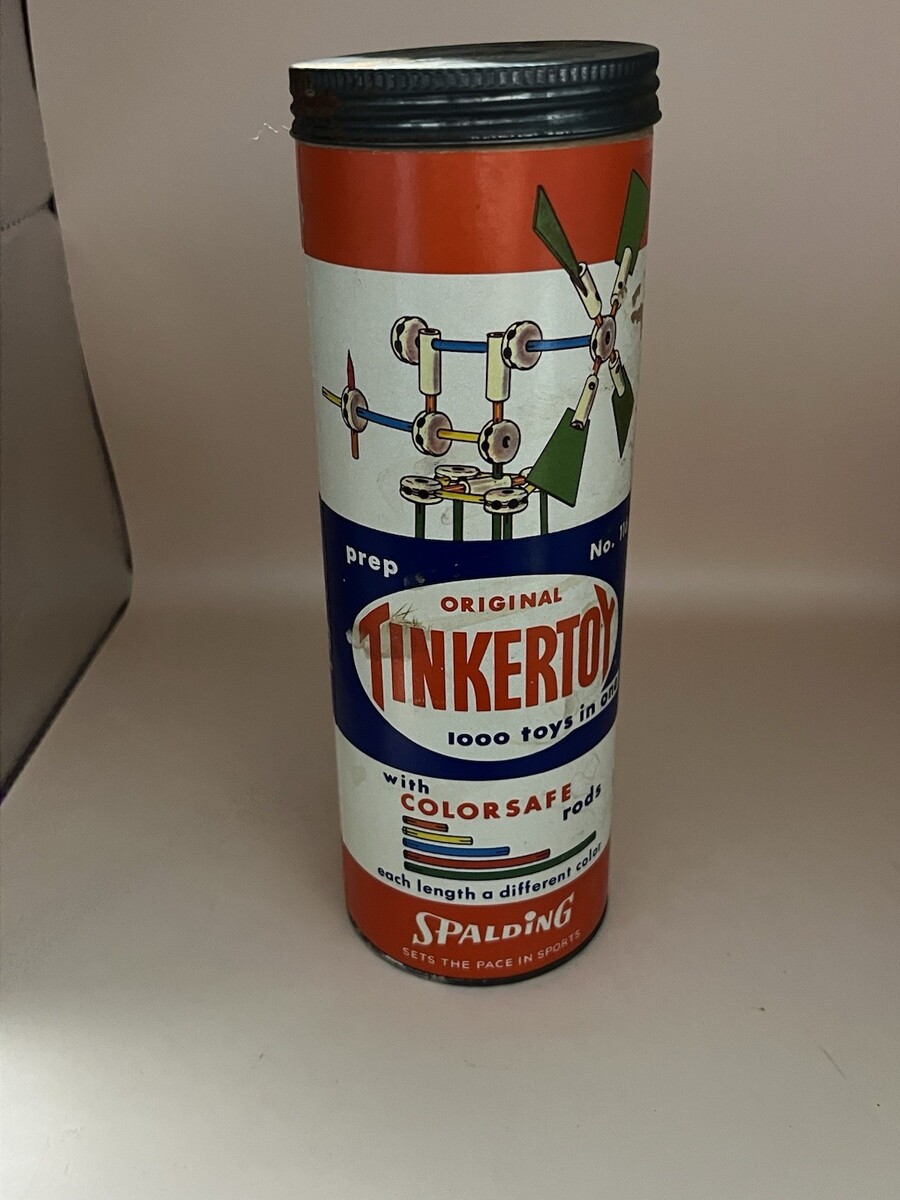 prep
No.
ORIGINAL
TINKERTOY
1000 toys in
with
COLORSAFE
rods
each length a different color
SPALDING
SETS THE PACE IN SPORTS